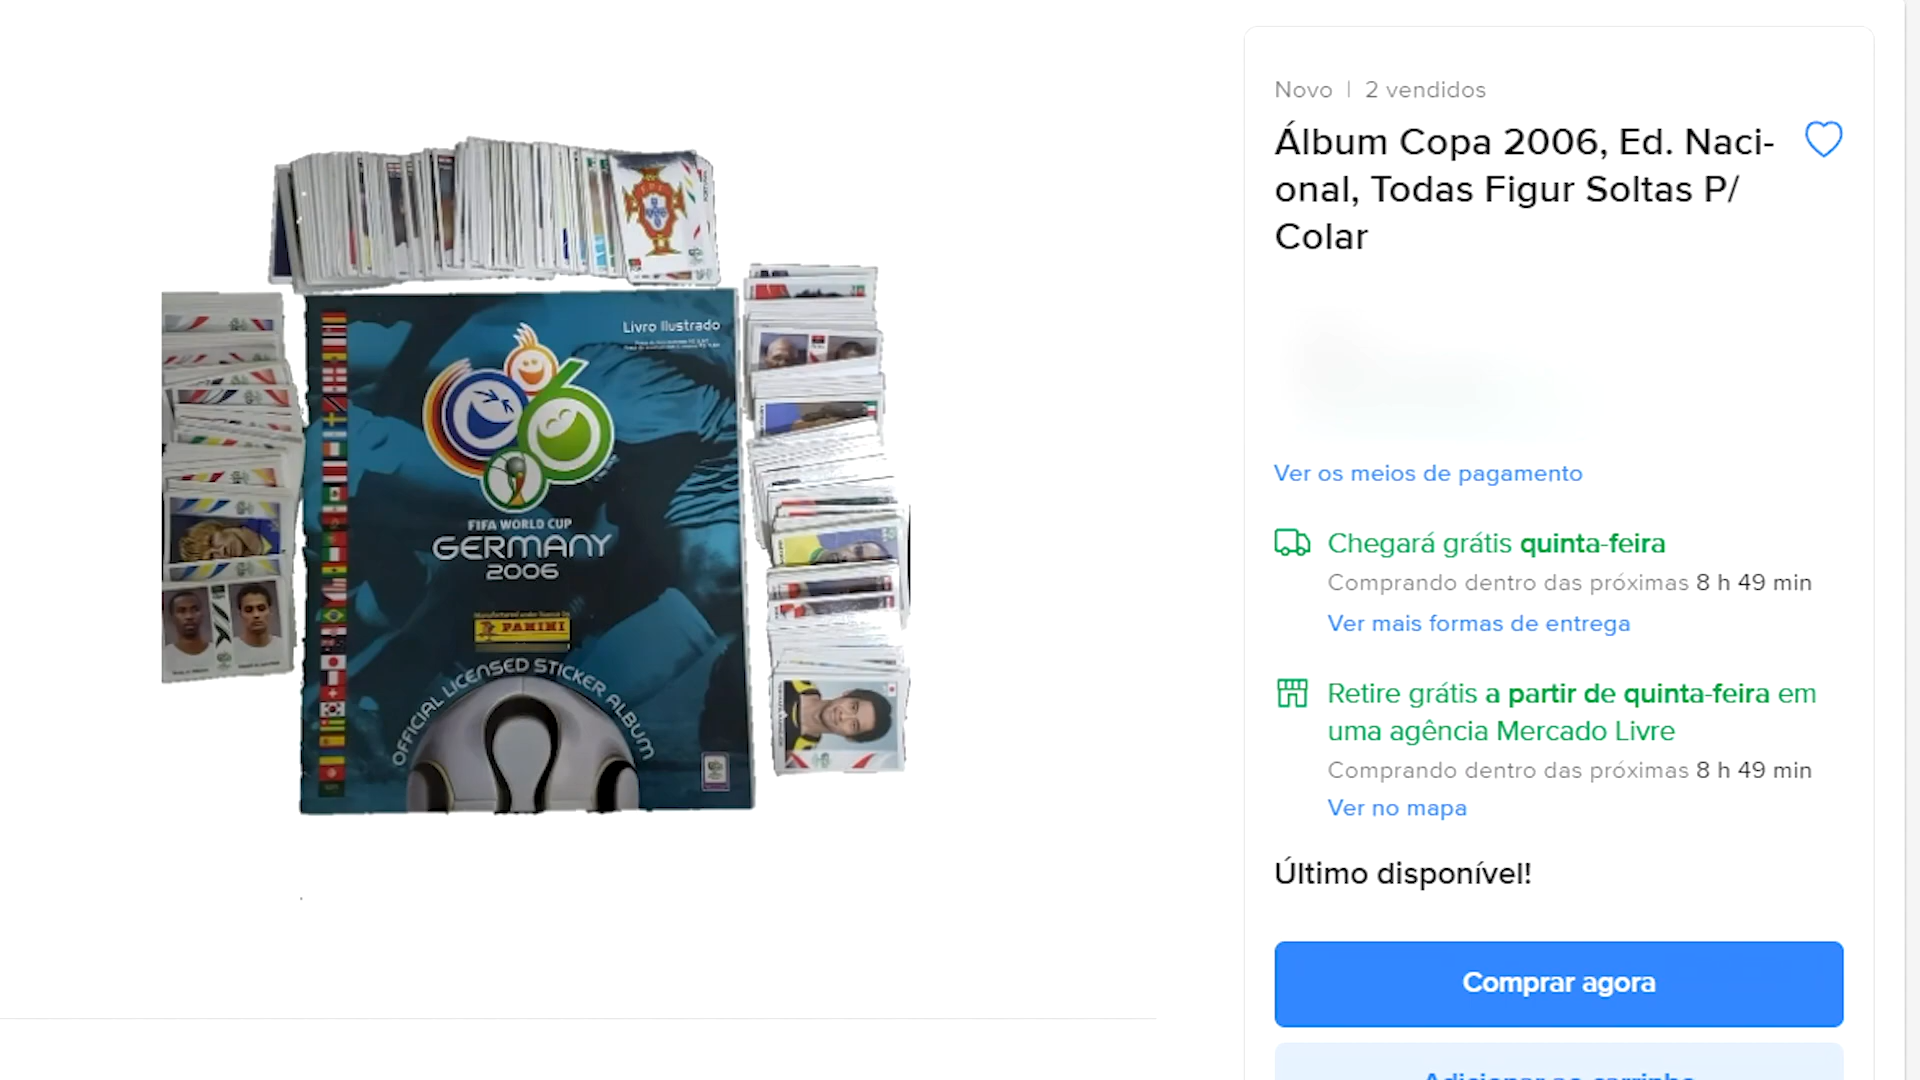 Livro Ilustrado
FIFA WORLD CUP
GERMANY
2006
PANINI
OFFICIAL LICENSED STICKER ALBUM
Novo | 2 vendidos
Álbum Copa 2006, Ed. Naci-
onal, Todas Figur Soltas P/
Colar
Ver os meios de pagamento
Chegará grátis quinta-feira
Comprando dentro das próximas 8 h 49 min
Ver mais formas de entrega
Retire grátis a partir de quinta-feira em
uma agência Mercado Livre
Comprando dentro das próximas 8 h 49 min
Ver no mapa
Último disponível!
Comprar agora
Adicionar ao carrinho